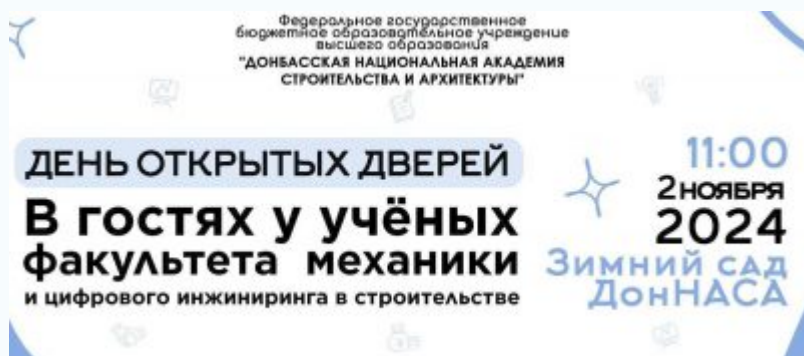 Федеральное государственное
бюджетное образовательное учреждение
высшего образования
"ДОНБАССКАЯ НАЦИОНАЛЬНАЯ АКАДЕМИЯ
СТРОИТЕЛЬСТВА И АРХИТЕКТУРЫ"
ДЕНЬ ОТКРЫТЫХ ДВЕРЕЙ
В гостях у учёных
факультета механики
и цифрового инжиниринга в строительстве
11:00
2 НОЯБРЯ
2024
Зимний сад
ДонНАСА